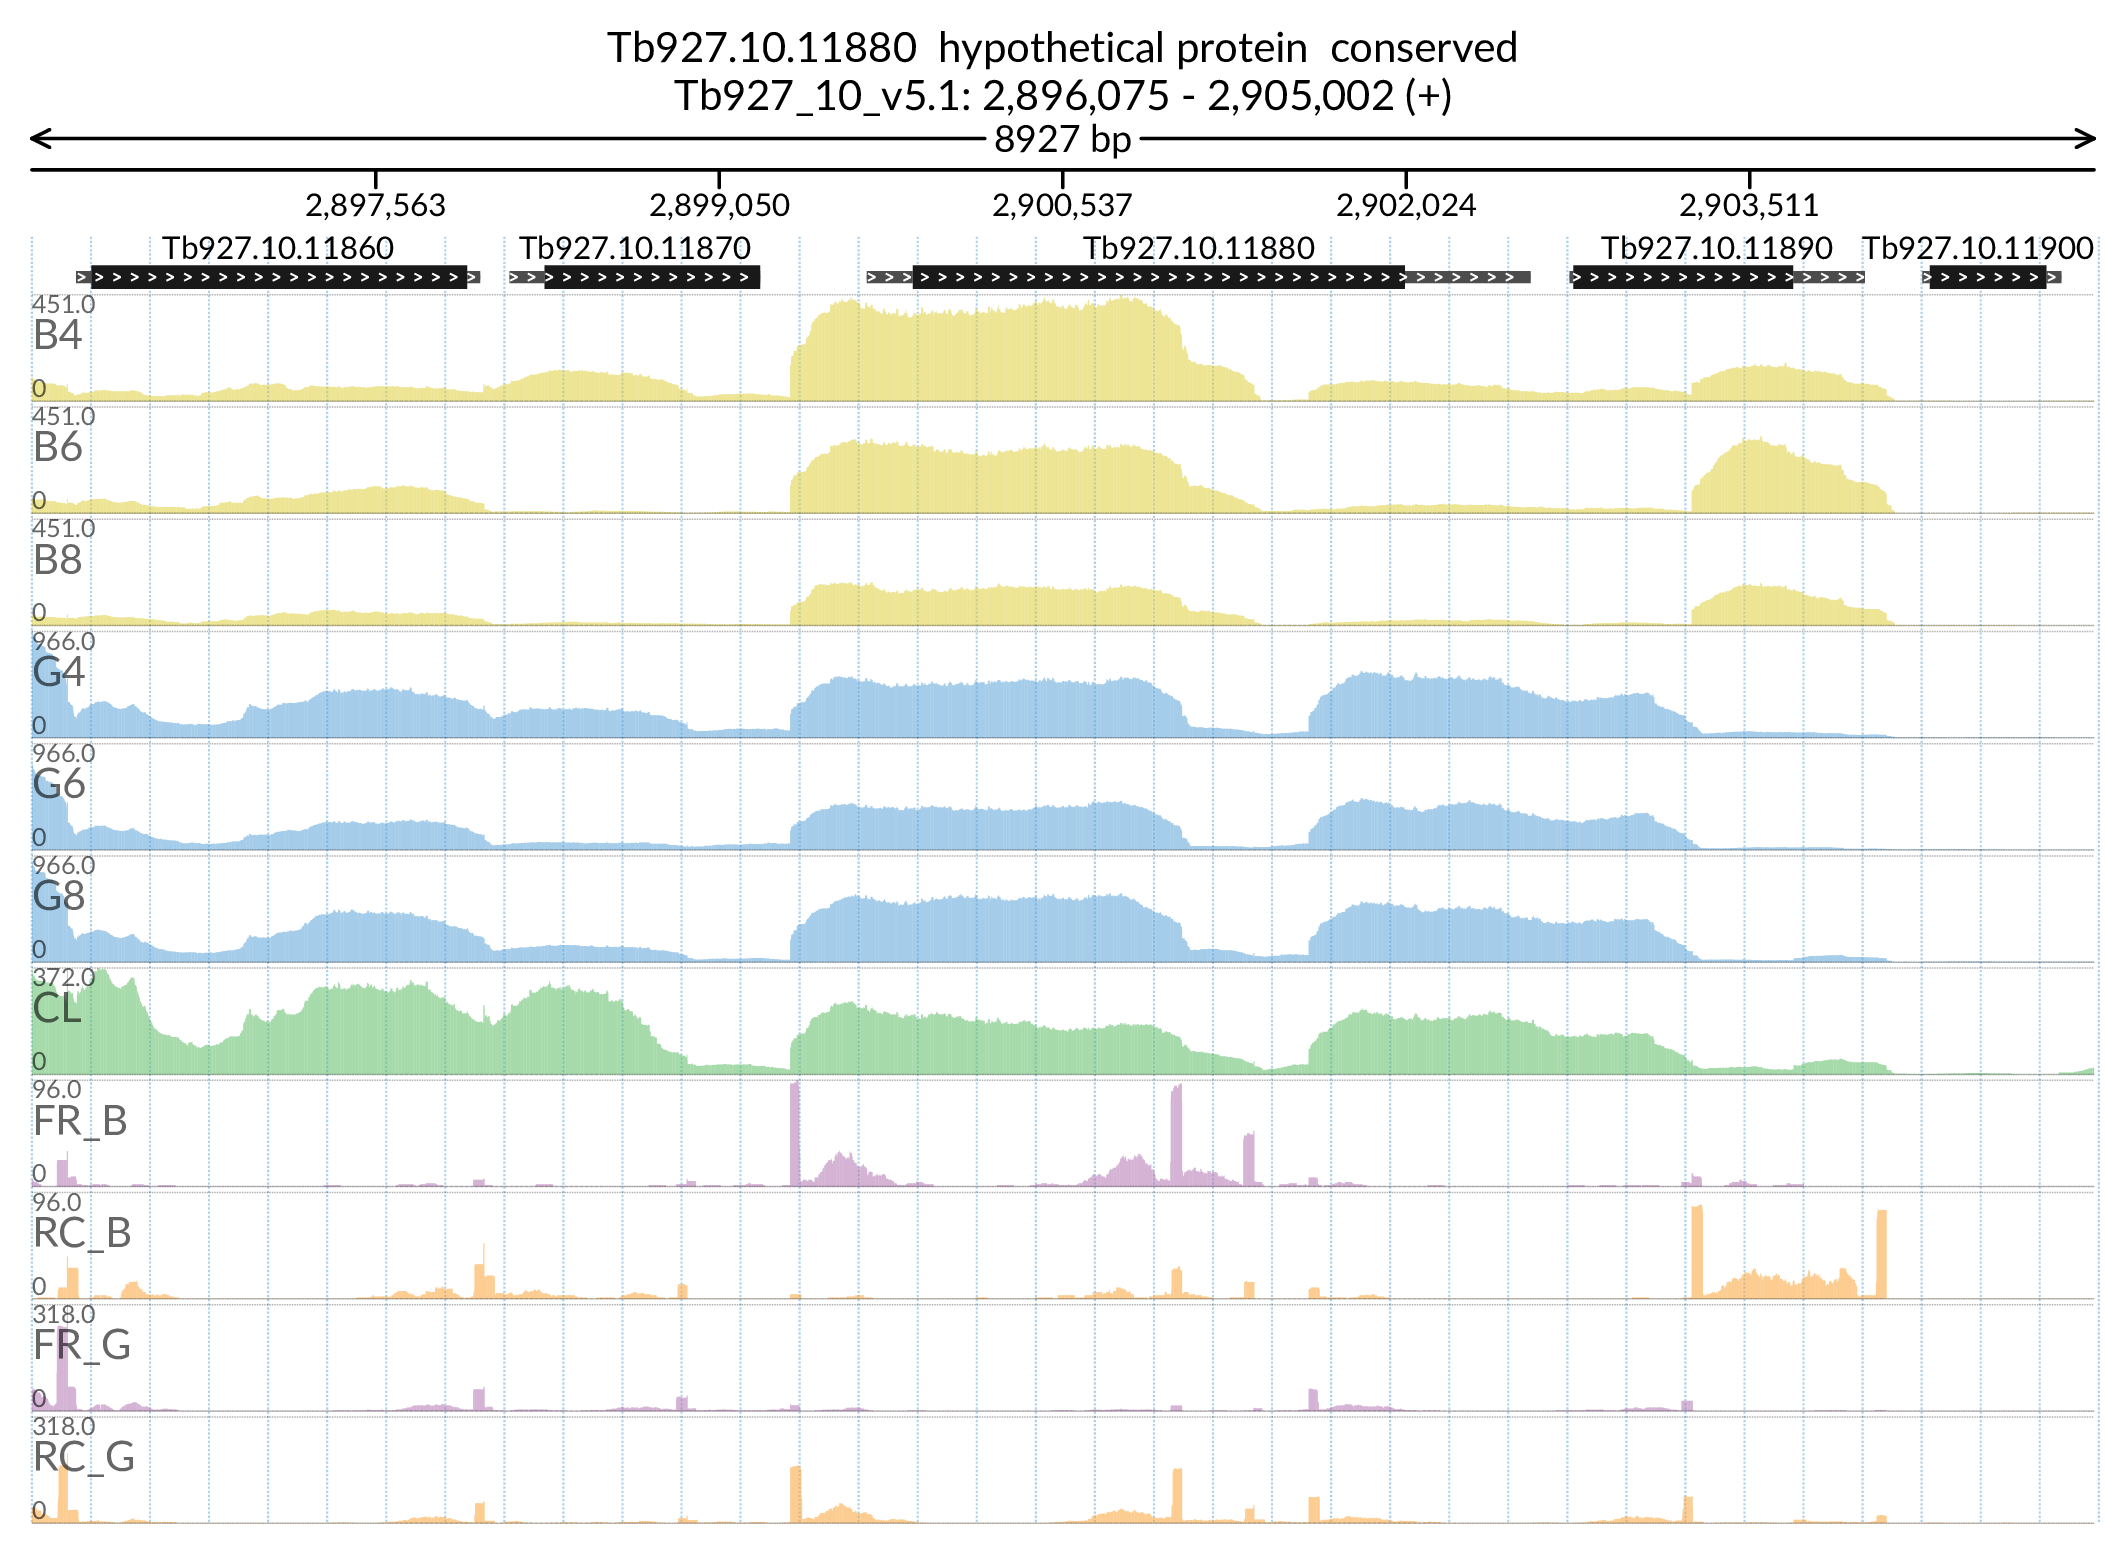 Tb927.10.11880 hypothetical protein conserved
Tb927_10_v5.1: 2,896,075 - 2,905,002 (+)
8927 bp
2,897,563 2,899,050 2,900,537 2,902,024 2,903,511
Tb927.10.11860 Tb927.10.11870 Tb927.10.11880 Tb927.10.11890 Tb927.10.11900
451.0
B4
0
451.0
B6
0
451.0
B8
0
966.0
G4
0
966.0
G6
0
966.0
G8
0
372.0
CL
0
96.0
FR_B
0
96.0
RC_B
0
318.0
FR_G
0
318.0
RC_G
0